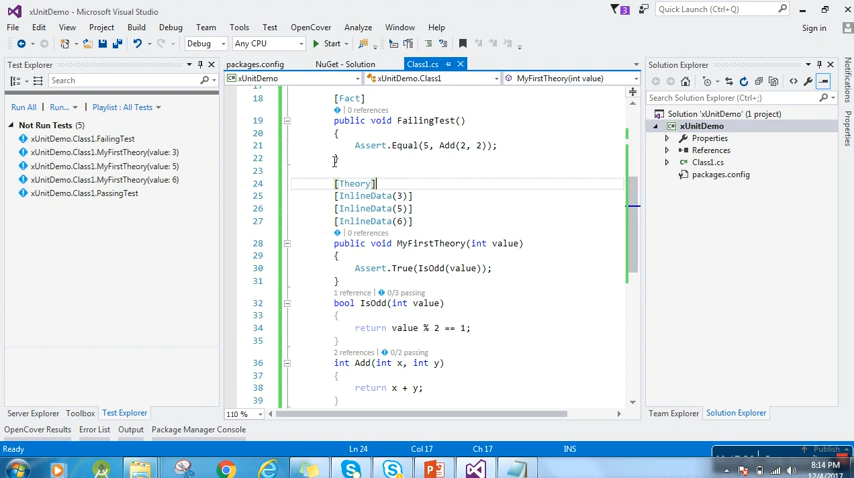 xUnitDemo - Microsoft Visual Studio
3
Quick Launch (Ctrl+Q)
File Edit View Project Build Debug Team Tools Test OpenCover Analyze Window Help
Sign in
Debug Any CPU Start
Test Explorer
Search
Run All Run... Playlist : All Tests
Not Run Tests (5)
Class1.FailingTest
Class1.MyFirstTheory(value: 3)
Class1.MyFirstTheory(value: 5)
Class1.MyFirstTheory(value: 6)
Class1.PassingTest
packages.config NuGet - Solution Class1.cs
xUnitDemo xUnitDemo.Class1 MyFirstTheory(int value)
17
18 [Fact]
0 references
19 public void FailingTest()
20 {
21 Assert.Equal(5, Add(2, 2));
22 }
23
24 [Theory]
25 [InlineData(3)]
26 [InlineData(5)]
27 [InlineData(6)]
0 references
28 public void MyFirstTheory(int value)
29 {
30 Assert.True(IsOdd(value));
31 }
1 reference 0/3 passing
32 bool IsOdd(int value)
33 {
34 return value % 2 == 1;
35 }
2 references 0/2 passing
36 int Add(int x, int y)
37 {
38 return x + y;
39 }
110 %
Solution Explorer
Search Solution Explorer (Ctrl+;)
Solution 'xUnitDemo' (1 project)
xUnitDemo
Properties
References
Class1.cs
packages.config
Notifications
Properties
Server Explorer Toolbox Test Explorer
Team Explorer Solution Explorer
OpenCover Results Error List Output Package Manager Console
Ready Ln 24 Col 17 Ch 17 INS Publish
8:14 PM
12/4/2017